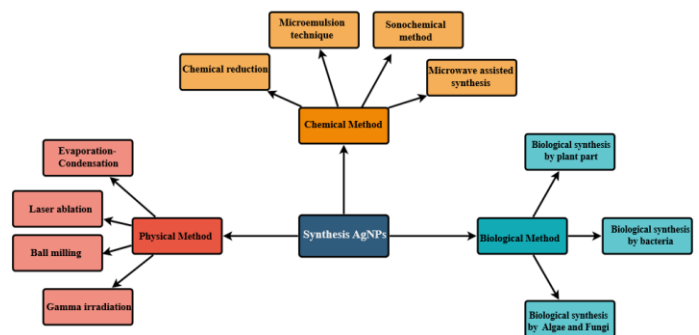 Microemulsion
technique
Sonochemical
method
Chemical reduction
Microwave assisted
synthesis
Chemical Method
Evaporation-
Condensation
Biological synthesis
by plant part
Laser ablation
Physical Method
Synthesis AgNPs
Biological Method
Biological synthesis
by bacteria
Ball milling
Gamma irradiation
Biological synthesis
by Algae and Fungi